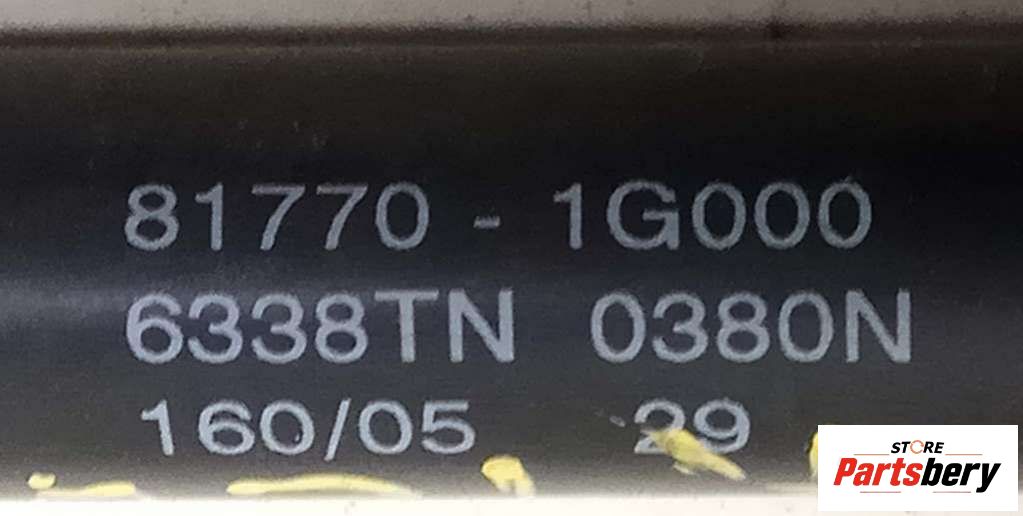 81770 - 1G000
6338TN 0380N
160/05 29
STORE
Partsbery